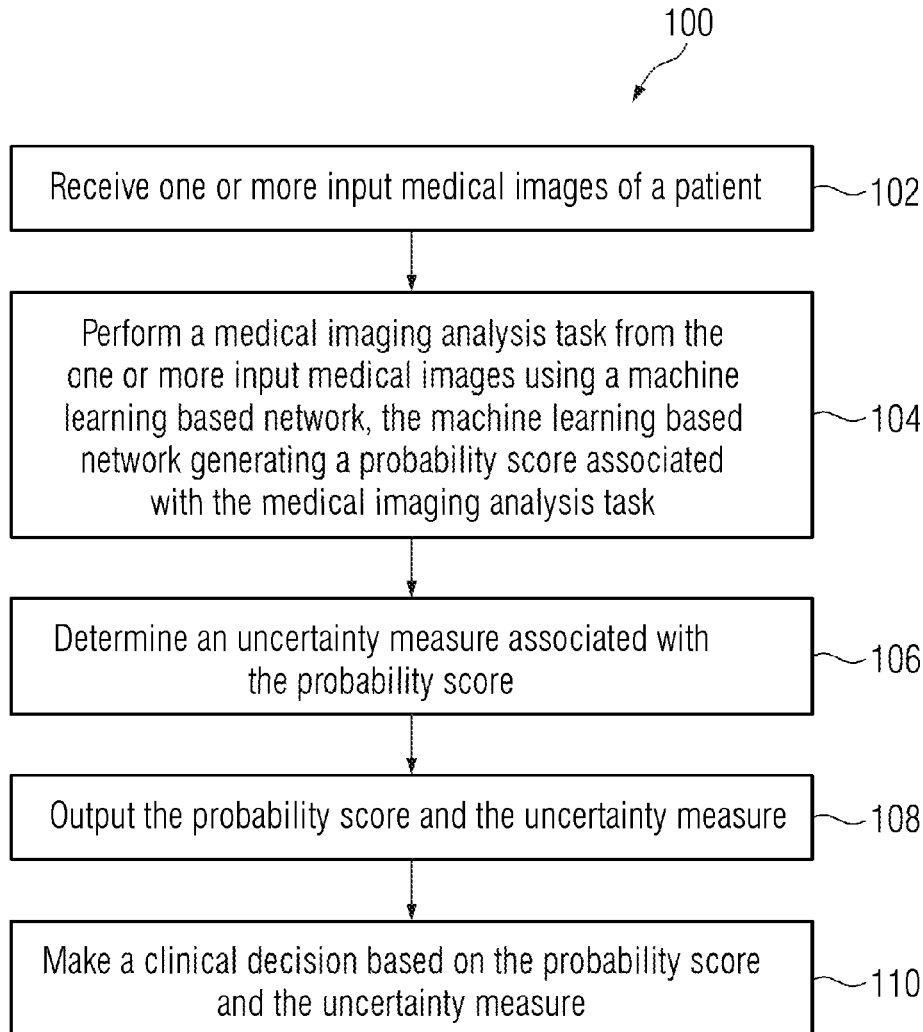 100
Receive one or more input medical images of a patient
102
Perform a medical imaging analysis task from the
one or more input medical images using a machine
learning based network, the machine learning based
network generating a probability score associated
with the medical imaging analysis task
104
Determine an uncertainty measure associated with
the probability score
106
Output the probability score and the uncertainty measure
108
Make a clinical decision based on the probability score
and the uncertainty measure
110